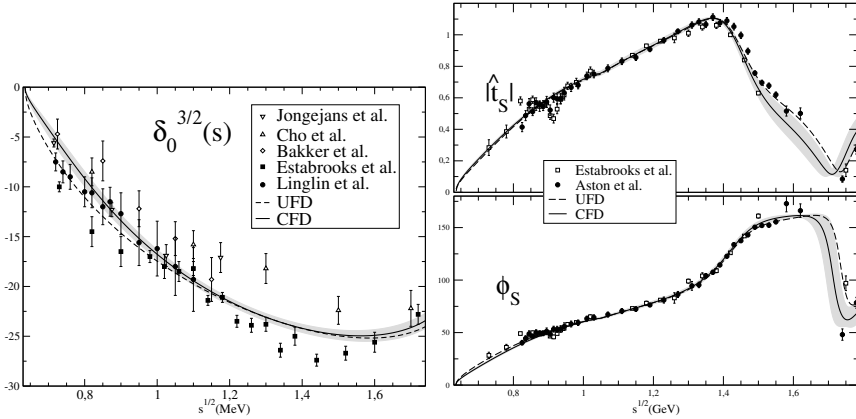 0
-5
-10
-15
-20
-25
-30
0,8 1 1,2 1,4 1,6
s^{1/2}(MeV)
δ_0^{3/2}(s)
Jongejans et al.
Cho et al.
Bakker et al.
Estabrooks et al.
Linglin et al.
UFD
CFD
1
0,8
0,6
0,4
0,2
0
|t̂_S|
Estabrooks et al.
Aston et al.
UFD
CFD
150
100
50
0
ϕ_S
0,8 1 1,2 1,4 1,6
s^{1/2}(GeV)